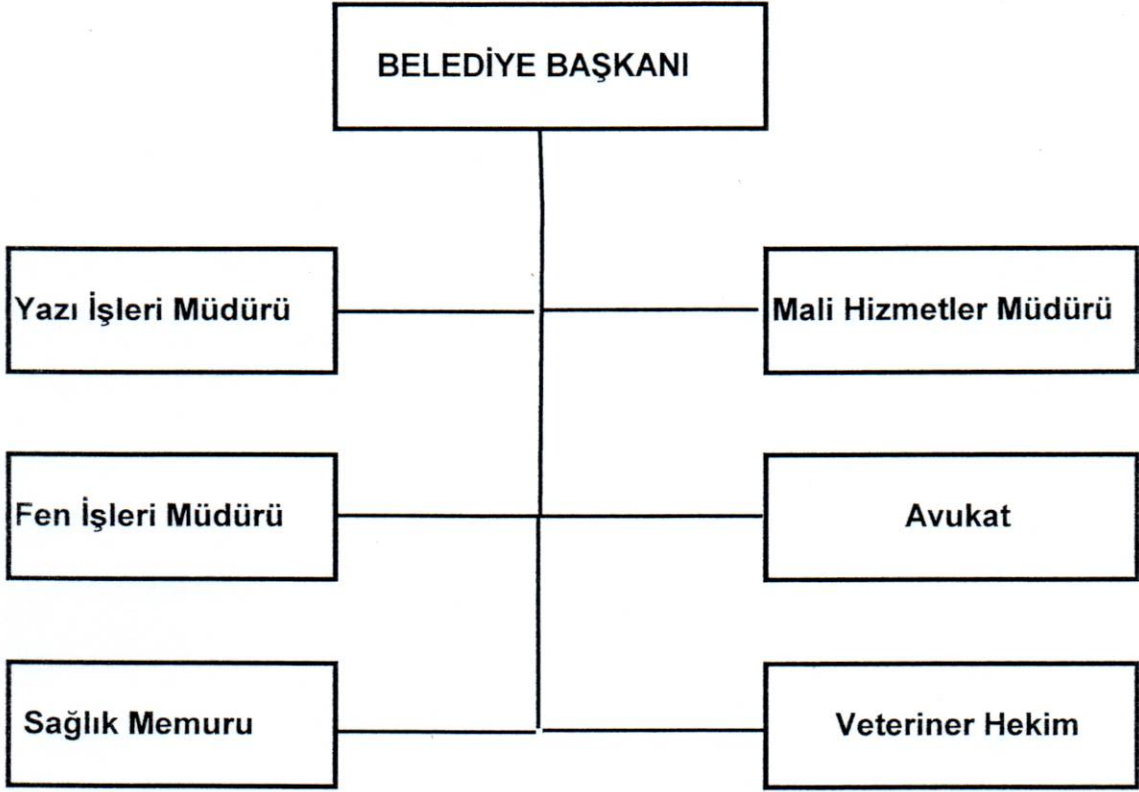 BELEDİYE BAŞKANI
Yazı İşleri Müdürü
Mali Hizmetler Müdürü
Fen İşleri Müdürü
Avukat
Sağlık Memuru
Veteriner Hekim